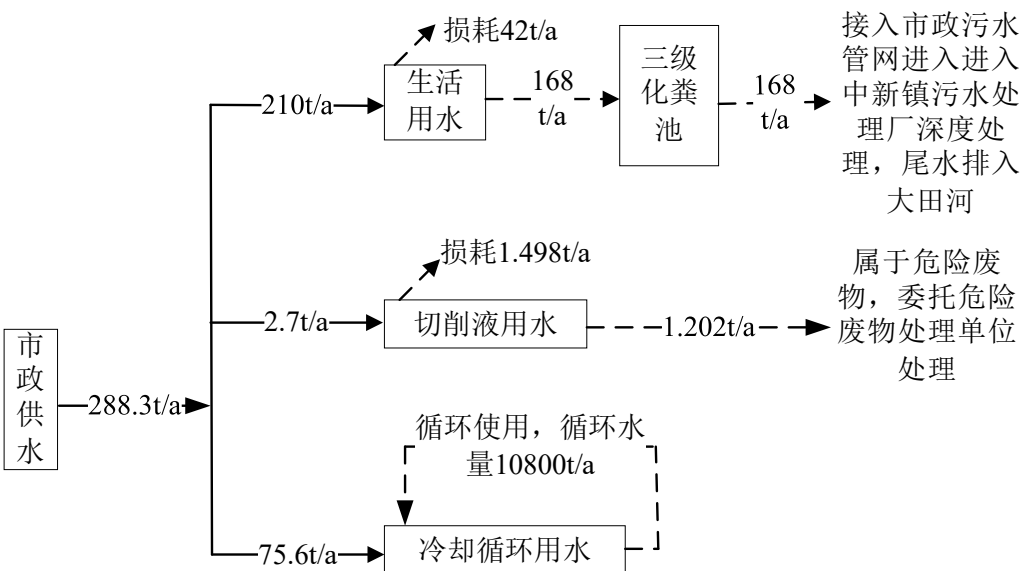 损耗42t/a
生活
用水
210t/a
168
t/a
三级
化粪
池
168
t/a
接入市政污水
管网进入进入
中新镇污水处
理厂深度处
理，尾水排入
大田河
损耗1.498t/a
2.7t/a
切削液用水
1.202t/a
属于危险废
物，委托危险
废物处理单位
处理
市
政
供
水
288.3t/a
循环使用，循环水
量10800t/a
75.6t/a
冷却循环用水